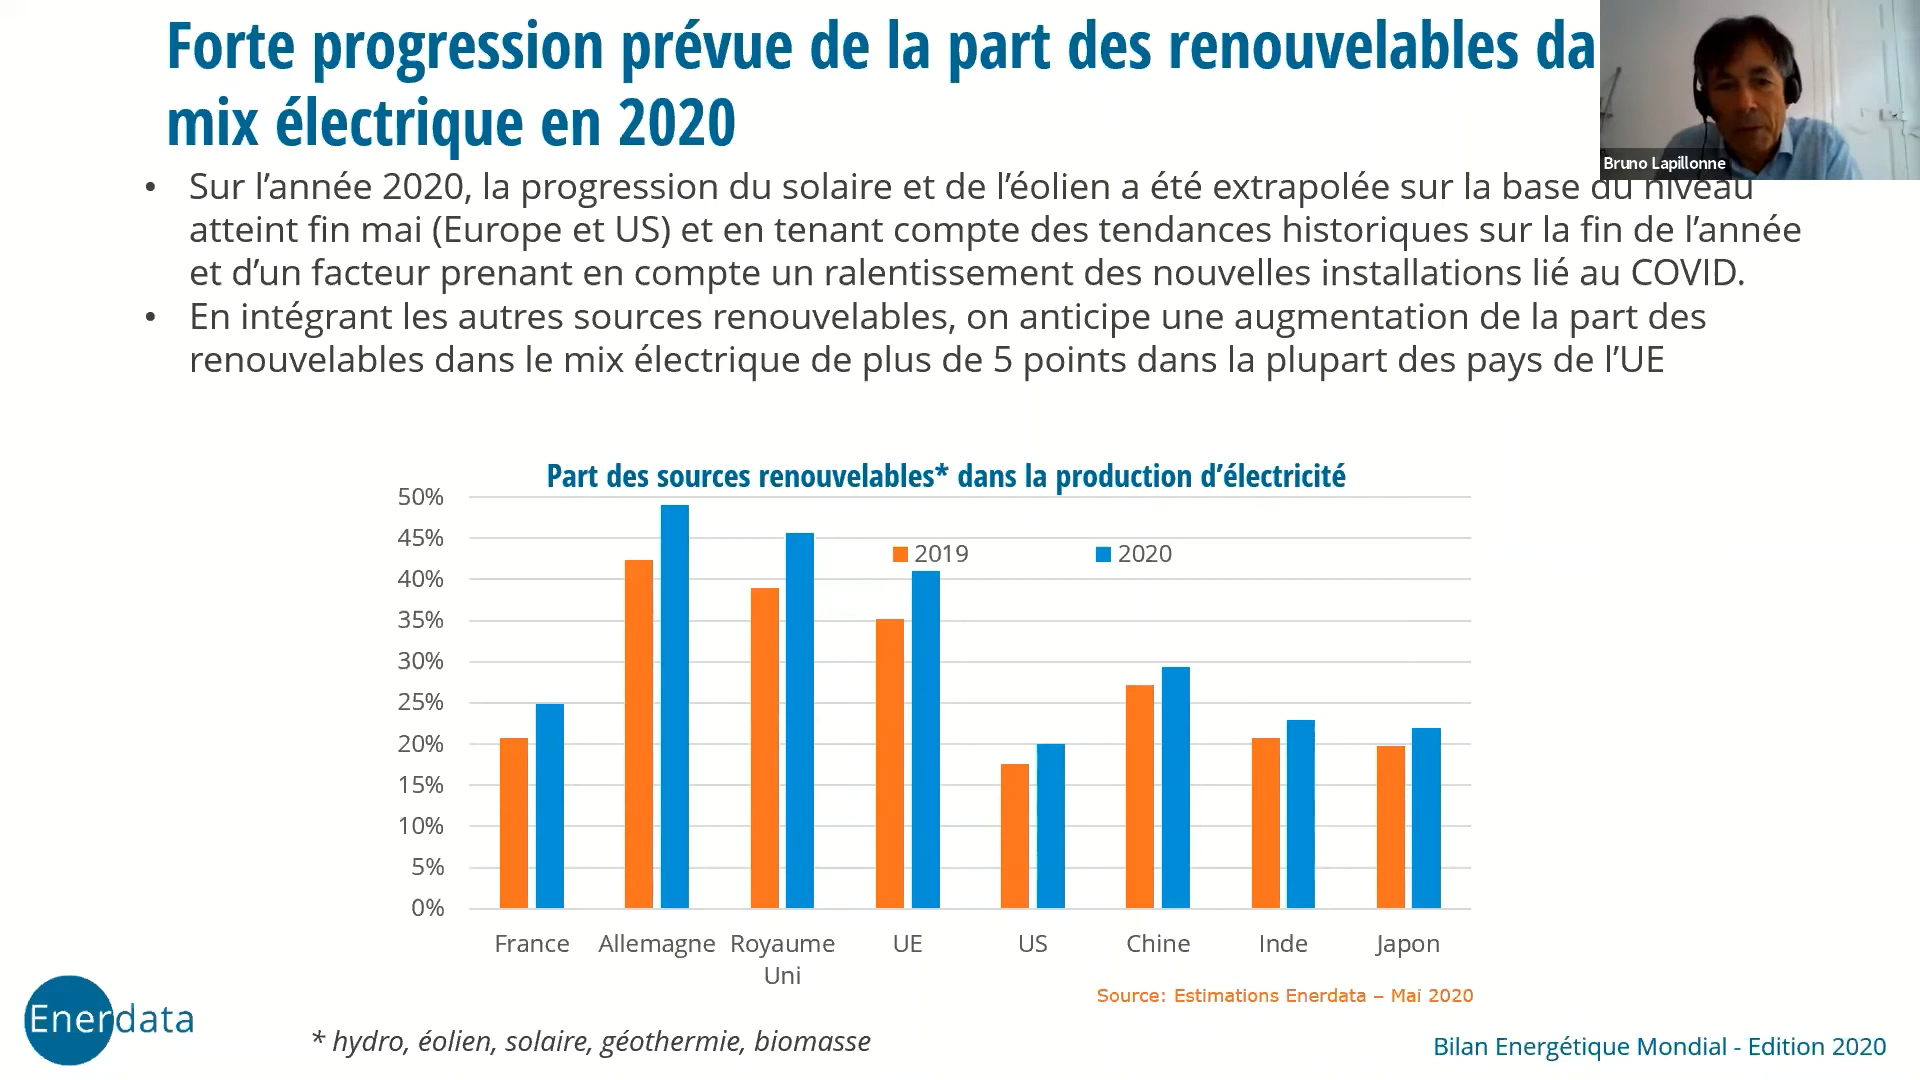 Forte progression prévue de la part des renouvelables da
mix électrique en 2020
Bruno Lapillonne
• Sur l’année 2020, la progression du solaire et de l’éolien a été extrapolée sur la base du niveau
atteint fin mai (Europe et US) et en tenant compte des tendances historiques sur la fin de l’année
et d’un facteur prenant en compte un ralentissement des nouvelles installations lié au COVID.
• En intégrant les autres sources renouvelables, on anticipe une augmentation de la part des
renouvelables dans le mix électrique de plus de 5 points dans la plupart des pays de l’UE
Part des sources renouvelables* dans la production d’électricité
50%
45%
2019 2020
40%
35%
30%
25%
20%
15%
10%
5%
0%
France Allemagne Royaume UE US Chine Inde Japon
Uni
Source: Estimations Enerdata – Mai 2020
Enerdata
* hydro, éolien, solaire, géothermie, biomasse
Bilan Energétique Mondial - Edition 2020